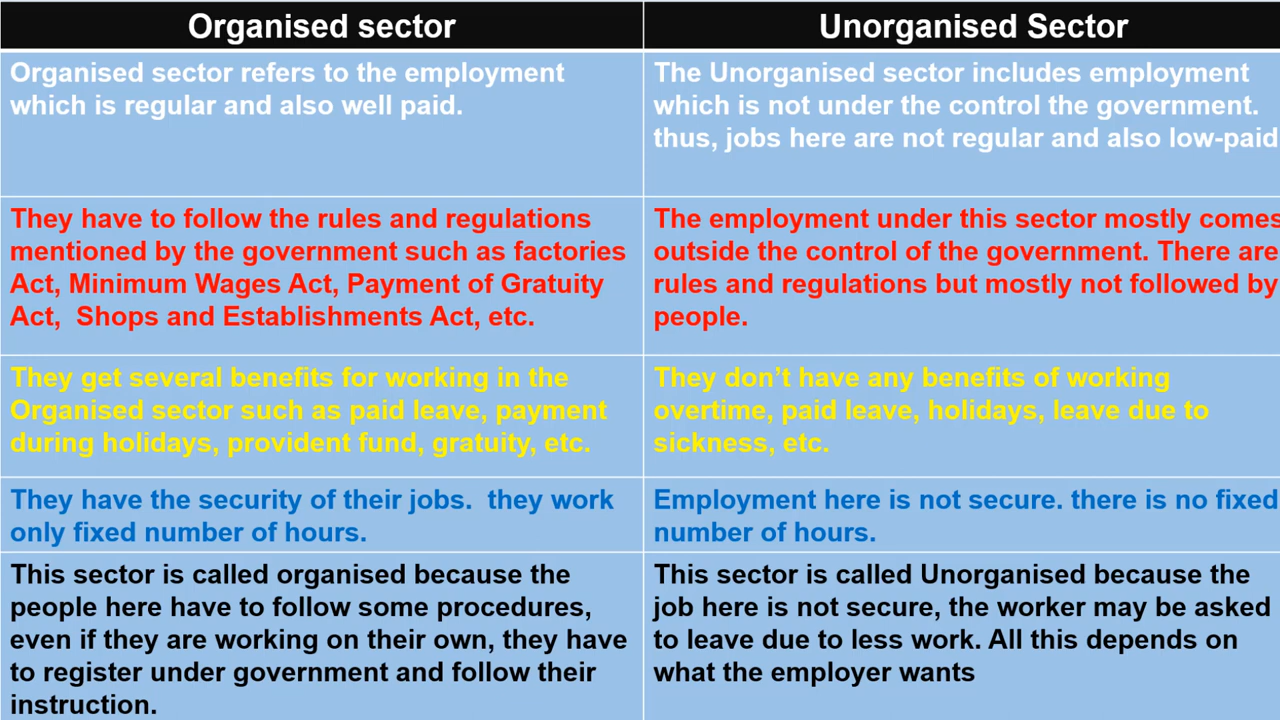 Organised sector
Unorganised Sector
Organised sector refers to the employment
which is regular and also well paid.
The Unorganised sector includes employment
which is not under the control the government.
thus, jobs here are not regular and also low-paid
They have to follow the rules and regulations
mentioned by the government such as factories
Act, Minimum Wages Act, Payment of Gratuity
Act,  Shops and Establishments Act, etc.
The employment under this sector mostly comes
outside the control of the government. There are
rules and regulations but mostly not followed by
people.
They get several benefits for working in the
Organised sector such as paid leave, payment
during holidays, provident fund, gratuity, etc.
They don’t have any benefits of working
overtime, paid leave, holidays, leave due to
sickness, etc.
They have the security of their jobs.  they work
only fixed number of hours.
Employment here is not secure. there is no fixed
number of hours.
This sector is called organised because the
people here have to follow some procedures,
even if they are working on their own, they have
to register under government and follow their
instruction.
This sector is called Unorganised because the
job here is not secure, the worker may be asked
to leave due to less work. All this depends on
what the employer wants